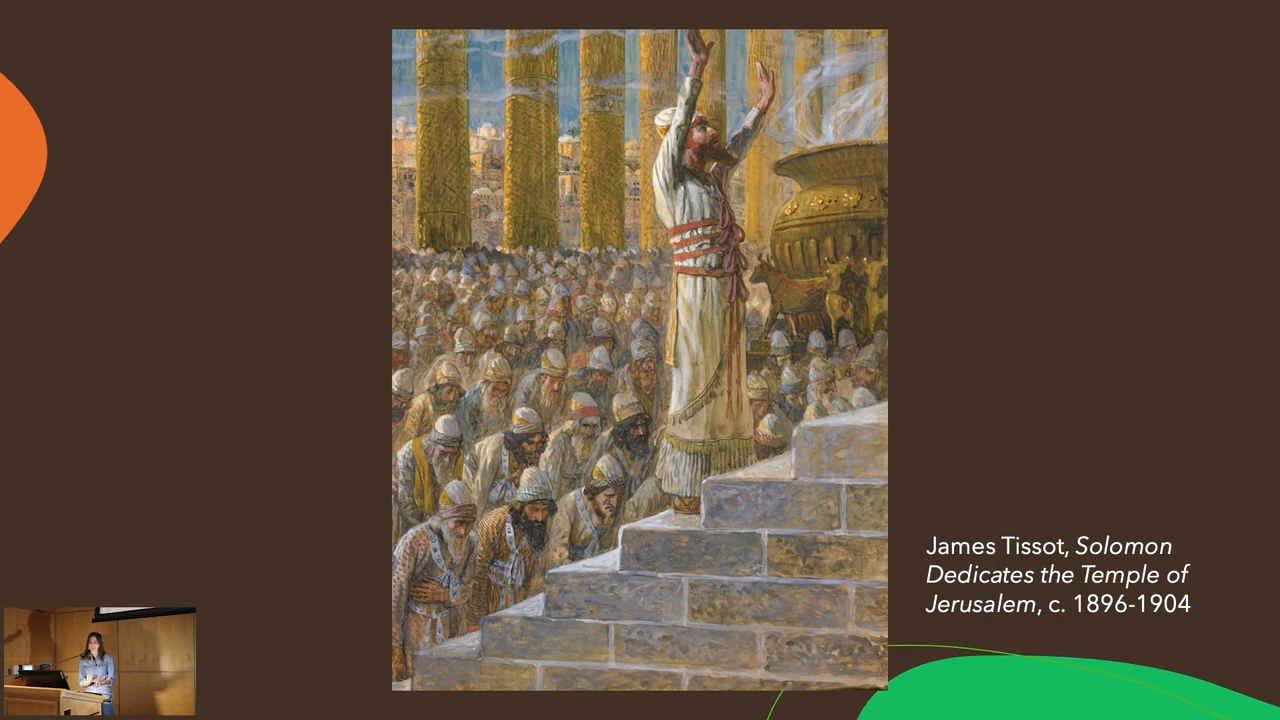 James Tissot, Solomon
Dedicates the Temple of
Jerusalem, c. 1896-1904